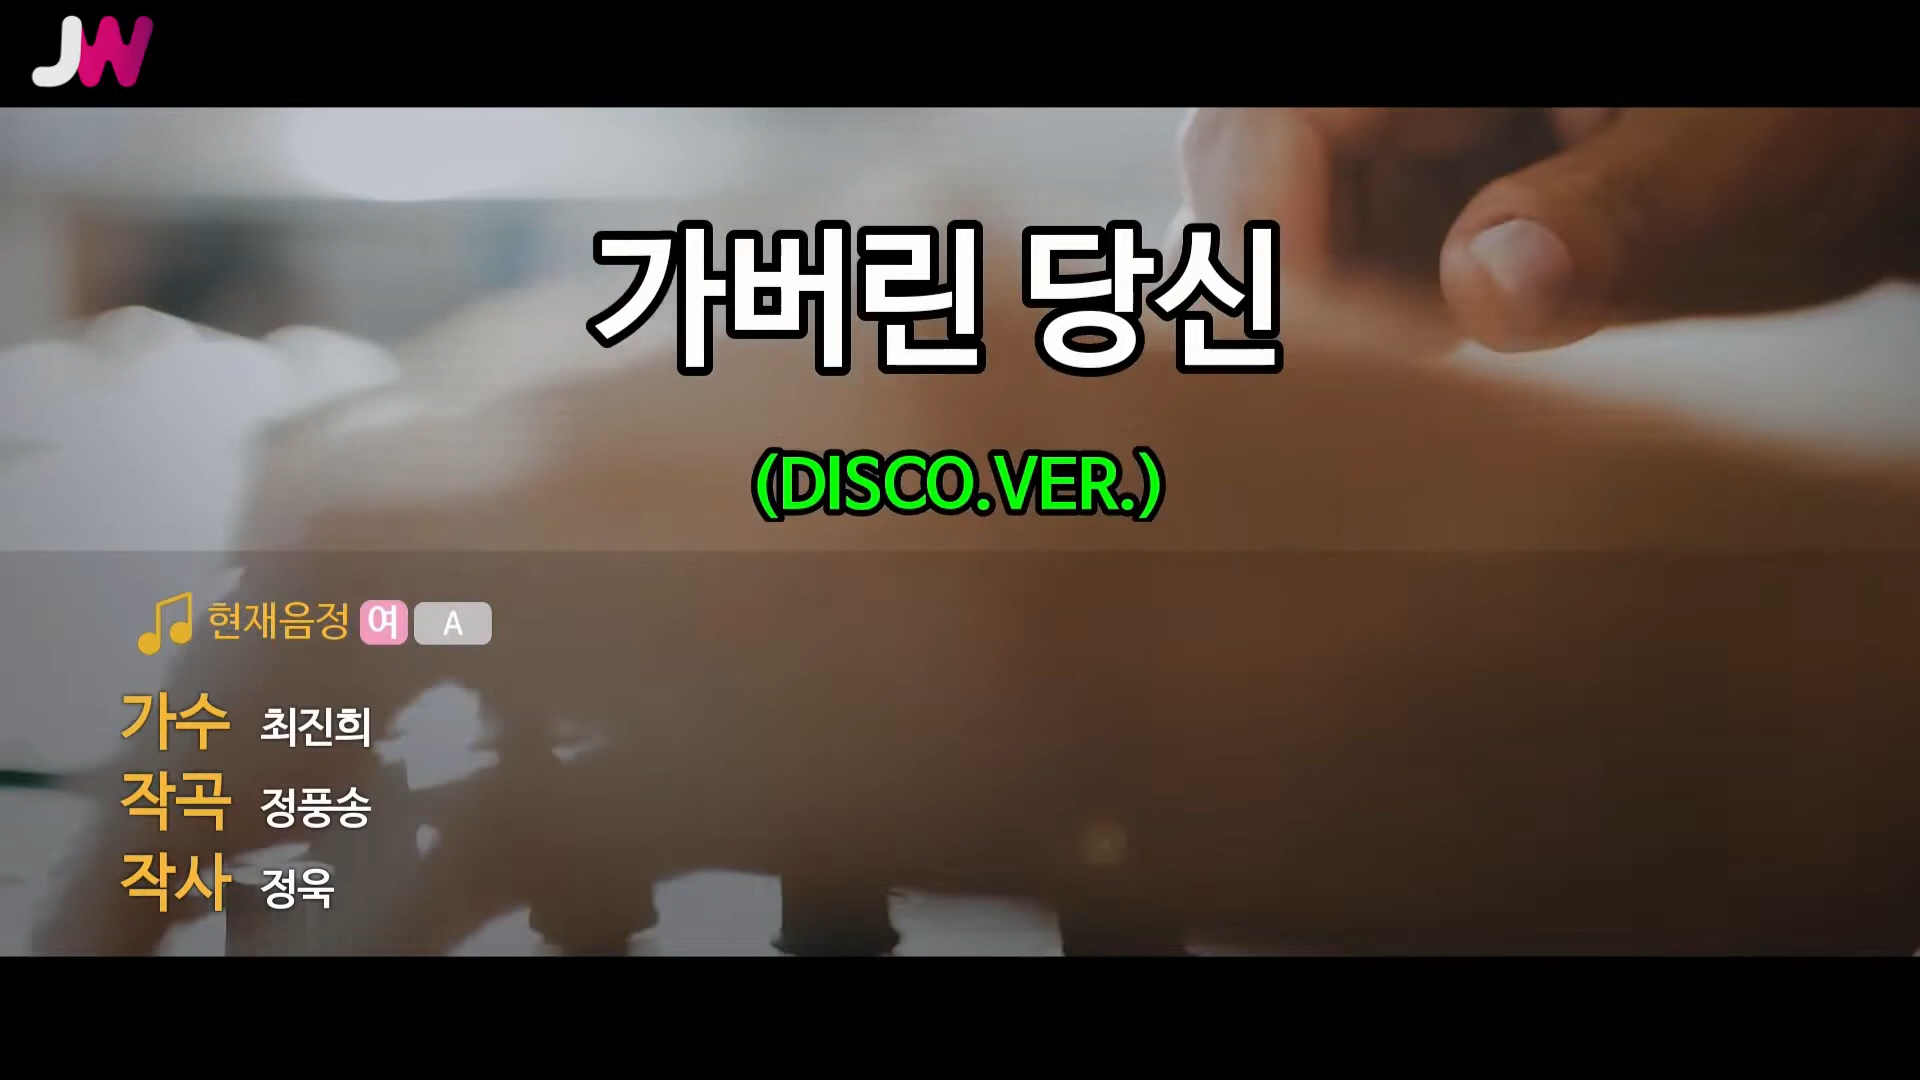 JW
가버린 당신
(DISCO.VER.)
현재음정 여 A
가수 최진희
작곡 정풍송
작사 정욱